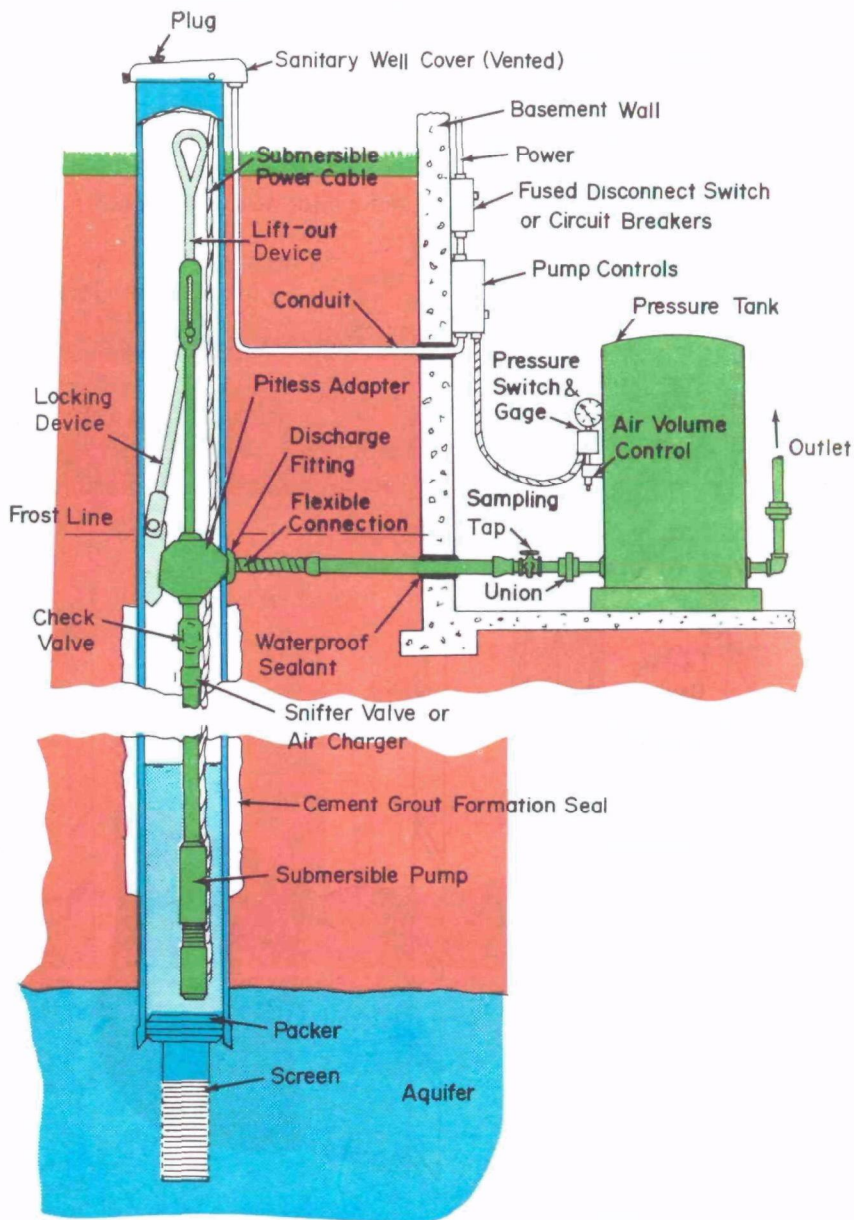 Plug
Sanitary Well Cover (Vented)
Basement Wall
Power
Submersible
Power Cable
Fused Disconnect Switch
or Circuit Breakers
Lift-out
Device
Pump Controls
Conduit
Pressure Tank
Pressure
Switch &
Gage
Pitless Adapter
Locking
Device
Air Volume
Control
Outlet
Discharge
Fitting
Sampling
Tap
Flexible
Connection
Frost Line
Union
Check
Valve
Waterproof
Sealant
Snifter Valve or
Air Charger
Cement Grout Formation Seal
Submersible Pump
Packer
Screen
Aquifer